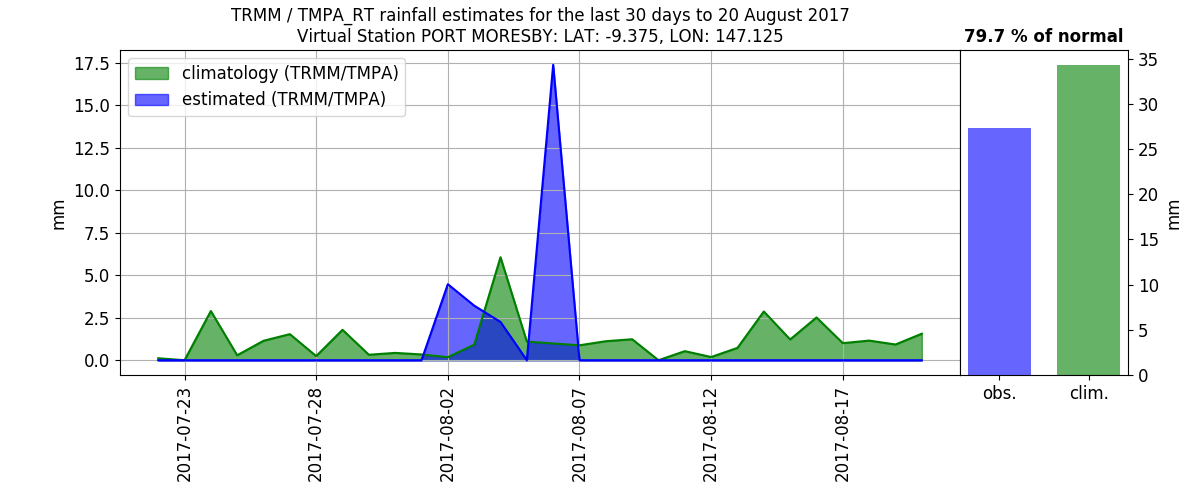 TRMM / TMPA_RT rainfall estimates for the last 30 days to 20 August 2017
Virtual Station PORT MORESBY: LAT: -9.375, LON: 147.125
79.7 % of normal
climatology (TRMM/TMPA)
estimated (TRMM/TMPA)
mm
17.5
15.0
12.5
10.0
7.5
5.0
2.5
0.0
2017-07-23
2017-07-28
2017-08-02
2017-08-07
2017-08-12
2017-08-17
35
30
25
20
15
10
5
0
mm
obs.
clim.